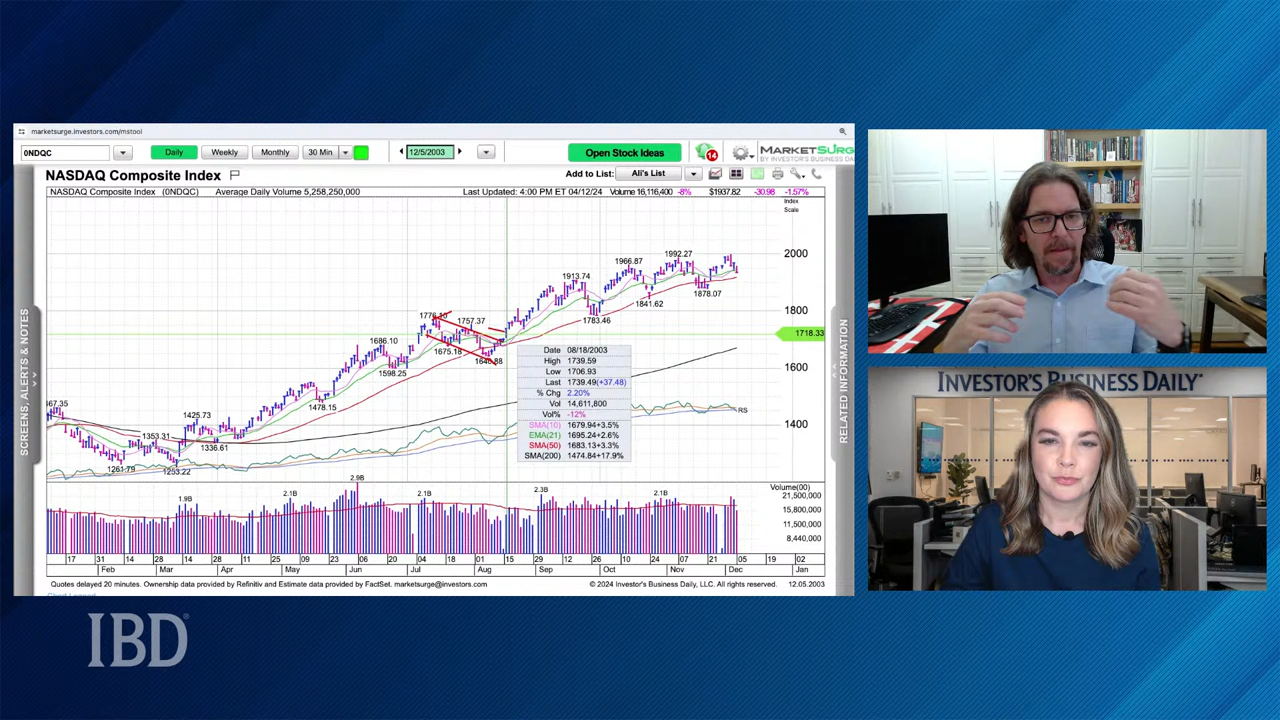 marketsurge.investors.com/mstool
0NDQC
Daily
Weekly
Monthly
30 Min
12/5/2003
Open Stock Ideas
14
MARKETSURGE
BY INVESTOR'S BUSINESS DAILY
NASDAQ Composite Index
Add to List:
Ali's List
NASDAQ Composite Index (0NDQC)
Average Daily Volume 5,258,250,000
Last Updated: 4:00 PM ET 04/12/24
Volume 16,116,400
-8%
$1937.82
-30.98
-1.57%
Index
Scale
2000
1800
1718.33
1600
1400
1992.27
1966.87
1913.74
1878.07
1841.62
1783.46
1757.37
1675.18
1686.10
1598.25
1478.15
1425.73
1353.31
1336.61
1261.79
1253.22
Date 08/18/2003
High 1739.59
Low 1706.93
Last 1739.49(+37.48)
% Chg 2.20%
Vol 14,611,800
Vol% -12%
SMA(10) 1679.94+3.5%
EMA(21) 1695.24+2.6%
SMA(50) 1683.13+3.3%
SMA(200) 1474.84+17.9%
RS
SCREENS, ALERTS & NOTES
RELATED INFORMATION
Volume(00)
21,500,000
15,800,000
11,500,000
8,440,000
1.9B
2.1B
2.9B
2.1B
2.3B
2.1B
17 31 14 28 14 28 11 25 09 23 06 20 04 18 01 15 29 12 26 10 24 07 21 05 19 02
Feb Mar Apr May Jun Jul Aug Sep Oct Nov Dec Jan
Quotes delayed 20 minutes. Ownership data provided by Refinitiv and Estimate data provided by FactSet. marketsurge@investors.com
© 2024 Investor's Business Daily, LLC. All rights reserved.
12.05.2003
INVESTOR'S BUSINESS DAILY®
IBD®